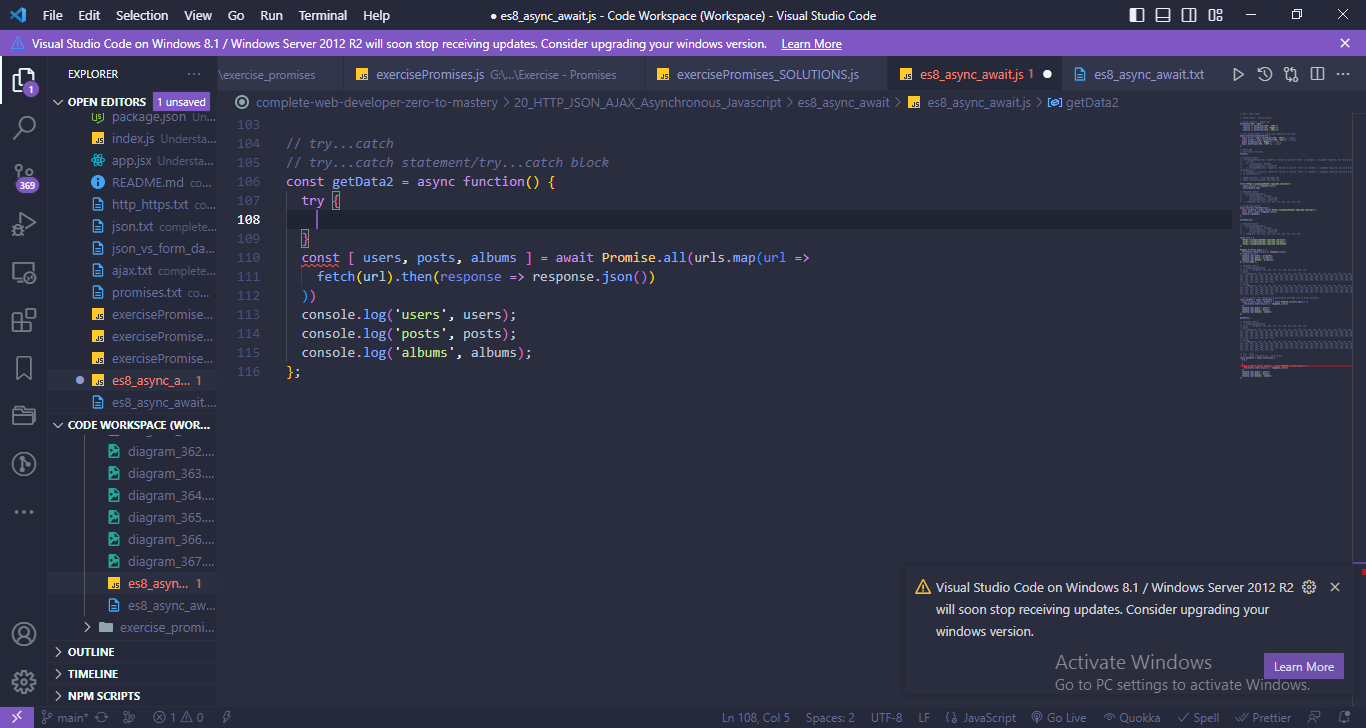 File Edit Selection View Go Run Terminal Help
● es8_async_await.js - Code Workspace (Workspace) - Visual Studio Code
Visual Studio Code on Windows 8.1 / Windows Server 2012 R2 will soon stop receiving updates. Consider upgrading your windows version. Learn More
EXPLORER
\exercise_promises
exercisePromises.js G:\...\Exercise - Promises
exercisePromises_SOLUTIONS.js
es8_async_await.js 1
es8_async_await.txt
OPEN EDITORS 1 unsaved
package.json Un...
index.js Understa...
app.jsx Understa...
README.md co...
http_https.txt co...
json.txt complete...
json_vs_form_da...
ajax.txt complete...
promises.txt co...
exercisePromise...
exercisePromise...
exercisePromise...
es8_async_a... 1
es8_async_await....
CODE WORKSPACE (WOR...
diagram_362....
diagram_363....
diagram_364....
diagram_365....
diagram_366....
diagram_367....
es8_asyn... 1
es8_async_aw...
exercise_promi...
OUTLINE
TIMELINE
NPM SCRIPTS
1
369
complete-web-developer-zero-to-mastery > 20_HTTP_JSON_AJAX_Asynchronous_Javascript > es8_async_await > es8_async_await.js > getData2
103
104 // try...catch
105 // try...catch statement/try...catch block
106 const getData2 = async function() {
107 try {
108
109 }
110 const [ users, posts, albums ] = await Promise.all(urls.map(url =>
111 fetch(url).then(response => response.json())
112 ))
113 console.log('users', users);
114 console.log('posts', posts);
115 console.log('albums', albums);
116 };
Visual Studio Code on Windows 8.1 / Windows Server 2012 R2
will soon stop receiving updates. Consider upgrading your
windows version.
Learn More
Activate Windows
Go to PC settings to activate Windows.
main* 1 0
Ln 108, Col 5 Spaces: 2 UTF-8 LF JavaScript Go Live Quokka Spell Prettier